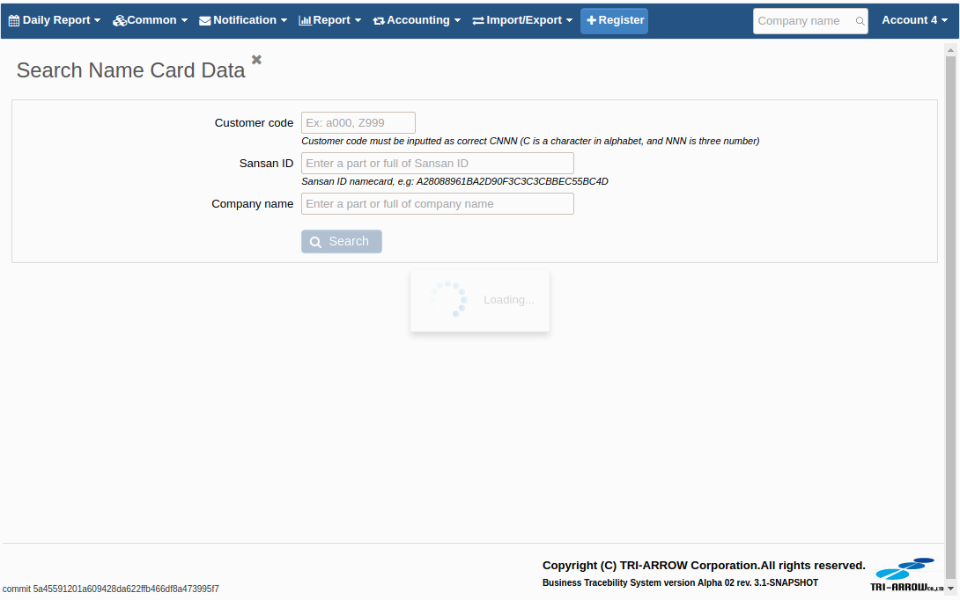 Daily Report Common Notification Report Accounting Import/Export Register Company name Account 4
Search Name Card Data
Customer code Ex: a000, Z999
Customer code must be inputted as correct CNNN (C is a character in alphabet, and NNN is three number)
Sansan ID Enter a part or full of Sansan ID
Sansan ID namecard, e.g: A28088961BA2D90F3C3C3CBBEC55BC4D
Company name Enter a part or full of company name
Search
Loading...
Copyright (C) TRI-ARROW Corporation.All rights reserved.
Business Tracebility System version Alpha 02 rev. 3.1-SNAPSHOT
TRI-ARROW CO.,LTD
commit 5a45591201a609428da622ffb466df8a473995f7